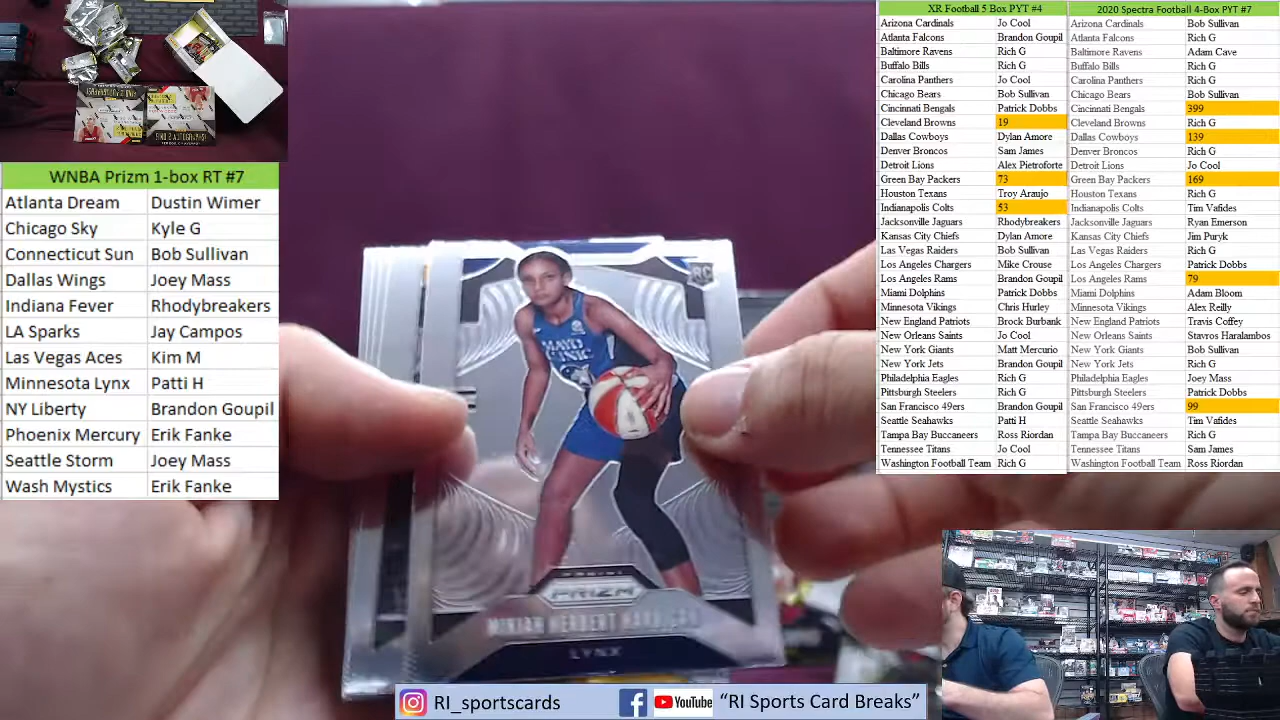 WNBA Prizm 1-box RT #7
Atlanta Dream Dustin Wimer
Chicago Sky Kyle G
Connecticut Sun Bob Sullivan
Dallas Wings Joey Mass
Indiana Fever Rhodybreakers
LA Sparks Jay Campos
Las Vegas Aces Kim M
Minnesota Lynx Patti H
NY Liberty Brandon Goupil
Phoenix Mercury Erik Fanke
Seattle Storm Joey Mass
Wash Mystics Erik Fanke
RC
MAYO
CLINIC
PRIZM
LYNX
XR Football 5 Box PYT #4
Arizona Cardinals Jo Cool
Atlanta Falcons Brandon Goupil
Baltimore Ravens Rich G
Buffalo Bills Rich G
Carolina Panthers Jo Cool
Chicago Bears Bob Sullivan
Cincinnati Bengals Patrick Dobbs
Cleveland Browns 19
Dallas Cowboys Dylan Amore
Denver Broncos Sam James
Detroit Lions Alex Pietroforte
Green Bay Packers 73
Houston Texans Troy Araujo
Indianapolis Colts 53
Jacksonville Jaguars Rhodybreakers
Kansas City Chiefs Dylan Amore
Las Vegas Raiders Bob Sullivan
Los Angeles Chargers Mike Crouse
Los Angeles Rams Brandon Goupil
Miami Dolphins Patrick Dobbs
Minnesota Vikings Chris Hurley
New England Patriots Brock Burbank
New Orleans Saints Jo Cool
New York Giants Matt Mercurio
New York Jets Brandon Goupil
Philadelphia Eagles Rich G
Pittsburgh Steelers Rich G
San Francisco 49ers Brandon Goupil
Seattle Seahawks Patti H
Tampa Bay Buccaneers Ross Riordan
Tennessee Titans Jo Cool
Washington Football Team Rich G
2020 Spectra Football 4-Box PYT #7
Arizona Cardinals Bob Sullivan
Atlanta Falcons Rich G
Baltimore Ravens Adam Cave
Buffalo Bills Rich G
Carolina Panthers Rich G
Chicago Bears Bob Sullivan
Cincinnati Bengals 399
Cleveland Browns Rich G
Dallas Cowboys 139
Denver Broncos Rich G
Detroit Lions Jo Cool
Green Bay Packers 169
Houston Texans Rich G
Indianapolis Colts Tim Vafides
Jacksonville Jaguars Ryan Emerson
Kansas City Chiefs Jim Puryk
Las Vegas Raiders Rich G
Los Angeles Chargers Patrick Dobbs
Los Angeles Rams 79
Miami Dolphins Adam Bloom
Minnesota Vikings Alex Reilly
New England Patriots Travis Coffey
New Orleans Saints Stavros Haralambos
New York Giants Bob Sullivan
New York Jets Rich G
Philadelphia Eagles Joey Mass
Pittsburgh Steelers Patrick Dobbs
San Francisco 49ers 99
Seattle Seahawks Tim Vafides
Tampa Bay Buccaneers Rich G
Tennessee Titans Sam James
Washington Football Team Ross Riordan
RI_sportscards YouTube “RI Sports Card Breaks”